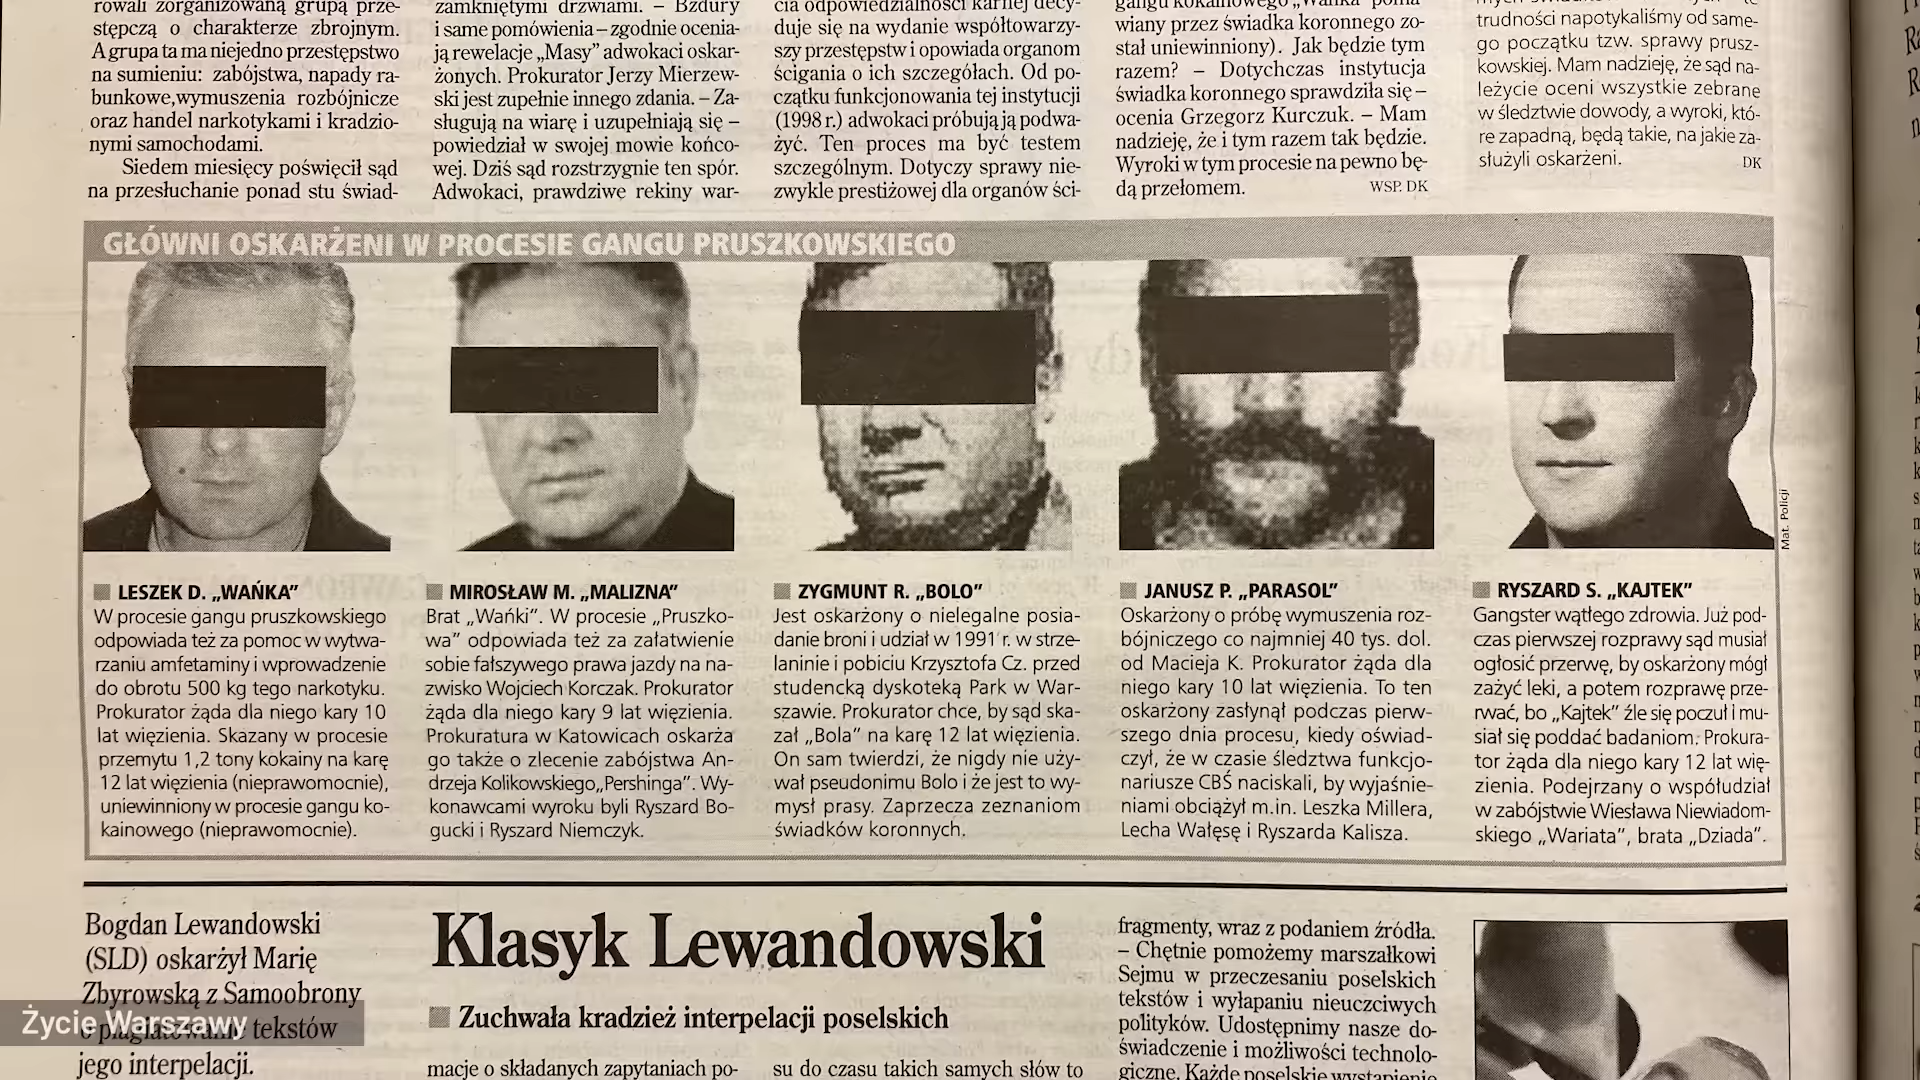 rowali zorganizowaną grupą prze-
stępczą o charakterze zbrojnym.
A grupa ta ma niejedno przestępstwo
na sumieniu: zabójstwa, napady ra-
bunkowe,wymuszenia rozbójnicze
oraz handel narkotykami i kradzio-
nymi samochodami.
Siedem miesięcy poświęcił sąd
na przesłuchanie ponad stu świad-
zamkniętymi drzwiami. – Bzdury
i same pomówienia – zgodnie ocenia-
ją rewelacje „Masy” adwokaci oskar-
żonych. Prokurator Jerzy Mierzew-
ski jest zupełnie innego zdania. – Za-
sługują na wiarę i uzupełniają się –
powiedział w swojej mowie końco-
wej. Dziś sąd rozstrzygnie ten spór.
Adwokaci, prawdziwe rekiny war-
cia odpowiedzialności karnej decy-
duje się na wydanie współtowarzy-
szy przestępstw i opowiada organom
ścigania o ich szczegółach. Od po-
czątku funkcjonowania tej instytucji
(1998 r.) adwokaci próbują ją podwa-
żyć. Ten proces ma być testem
szczególnym. Dotyczy sprawy nie-
zwykle prestiżowej dla organów ści-
gangu kokainowego „Wańka” poma-
wiany przez świadka koronnego zo-
stał uniewinniony). Jak będzie tym
razem? – Dotychczas instytucja
świadka koronnego sprawdziła się –
ocenia Grzegorz Kurczuk. – Mam
nadzieję, że i tym razem tak będzie.
Wyroki w tym procesie na pewno bę-
dą przełomem. WSP. DK
trudności napotykaliśmy od same-
go początku tzw. sprawy prusz-
kowskiej. Mam nadzieję, że sąd na-
leżycie oceni wszystkie zebrane
w śledztwie dowody, a wyroki, któ-
re zapadną, będą takie, na jakie za-
służyli oskarżeni. DK
GŁÓWNI OSKARŻENI W PROCESIE GANGU PRUSZKOWSKIEGO
Mat. Policji
LESZEK D. „WAŃKA”
W procesie gangu pruszkowskiego
odpowiada też za pomoc w wytwa-
rzaniu amfetaminy i wprowadzenie
do obrotu 500 kg tego narkotyku.
Prokurator żąda dla niego kary 10
lat więzienia. Skazany w procesie
przemytu 1,2 tony kokainy na karę
12 lat więzienia (nieprawomocnie),
uniewinniony w procesie gangu ko-
kainowego (nieprawomocnie).
MIROSŁAW M. „MALIZNA”
Brat „Wańki”. W procesie „Pruszko-
wa” odpowiada też za załatwienie
sobie fałszywego prawa jazdy na na-
zwisko Wojciech Korczak. Prokurator
żąda dla niego kary 9 lat więzienia.
Prokuratura w Katowicach oskarża
go także o zlecenie zabójstwa An-
drzeja Kolikowskiego„Pershinga”. Wy-
konawcami wyroku byli Ryszard Bo-
gucki i Ryszard Niemczyk.
ZYGMUNT R. „BOLO”
Jest oskarżony o nielegalne posia-
danie broni i udział w 1991 r. w strze-
laninie i pobiciu Krzysztofa Cz. przed
studencką dyskoteką Park w War-
szawie. Prokurator chce, by sąd ska-
zał „Bola” na karę 12 lat więzienia.
On sam twierdzi, że nigdy nie uży-
wał pseudonimu Bolo i że jest to wy-
mysł prasy. Zaprzecza zeznaniom
świadków koronnych.
JANUSZ P. „PARASOL”
Oskarżony o próbę wymuszenia roz-
bójniczego co najmniej 40 tys. dol.
od Macieja K. Prokurator żąda dla
niego kary 10 lat więzienia. To ten
oskarżony zasłynął podczas pierw-
szego dnia procesu, kiedy oświad-
czył, że w czasie śledztwa funkcjo-
nariusze CBŚ naciskali, by wyjaśnie-
niami obciążył m.in. Leszka Millera,
Lecha Wałęsę i Ryszarda Kalisza.
RYSZARD S. „KAJTEK”
Gangster wątłego zdrowia. Już pod-
czas pierwszej rozprawy sąd musiał
ogłosić przerwę, by oskarżony mógł
zażyć leki, a potem rozprawę prze-
rwać, bo „Kajtek” źle się poczuł i mu-
siał się poddać badaniom. Prokura-
tor żąda dla niego kary 12 lat wię-
zienia. Podejrzany o współudział
w zabójstwie Wiesława Niewiadom-
skiego „Wariata”, brata „Dziada”.
Bogdan Lewandowski
(SLD) oskarżył Marię
Zbyrowską z Samoobrony
o plagiatowanie tekstów
jego interpelacji.
Życie Warszawy
Klasyk Lewandowski
Zuchwała kradzież interpelacji poselskich
macje o składanych zapytaniach po-
su do czasu takich samych słów to
fragmenty, wraz z podaniem źródła.
– Chętnie pomożemy marszałkowi
Sejmu w przeczesaniu poselskich
tekstów i wyłapaniu nieuczciwych
polityków. Udostępnimy nasze do-
świadczenie i możliwości technolo-
giczne. Każde poselskie wystąpienie